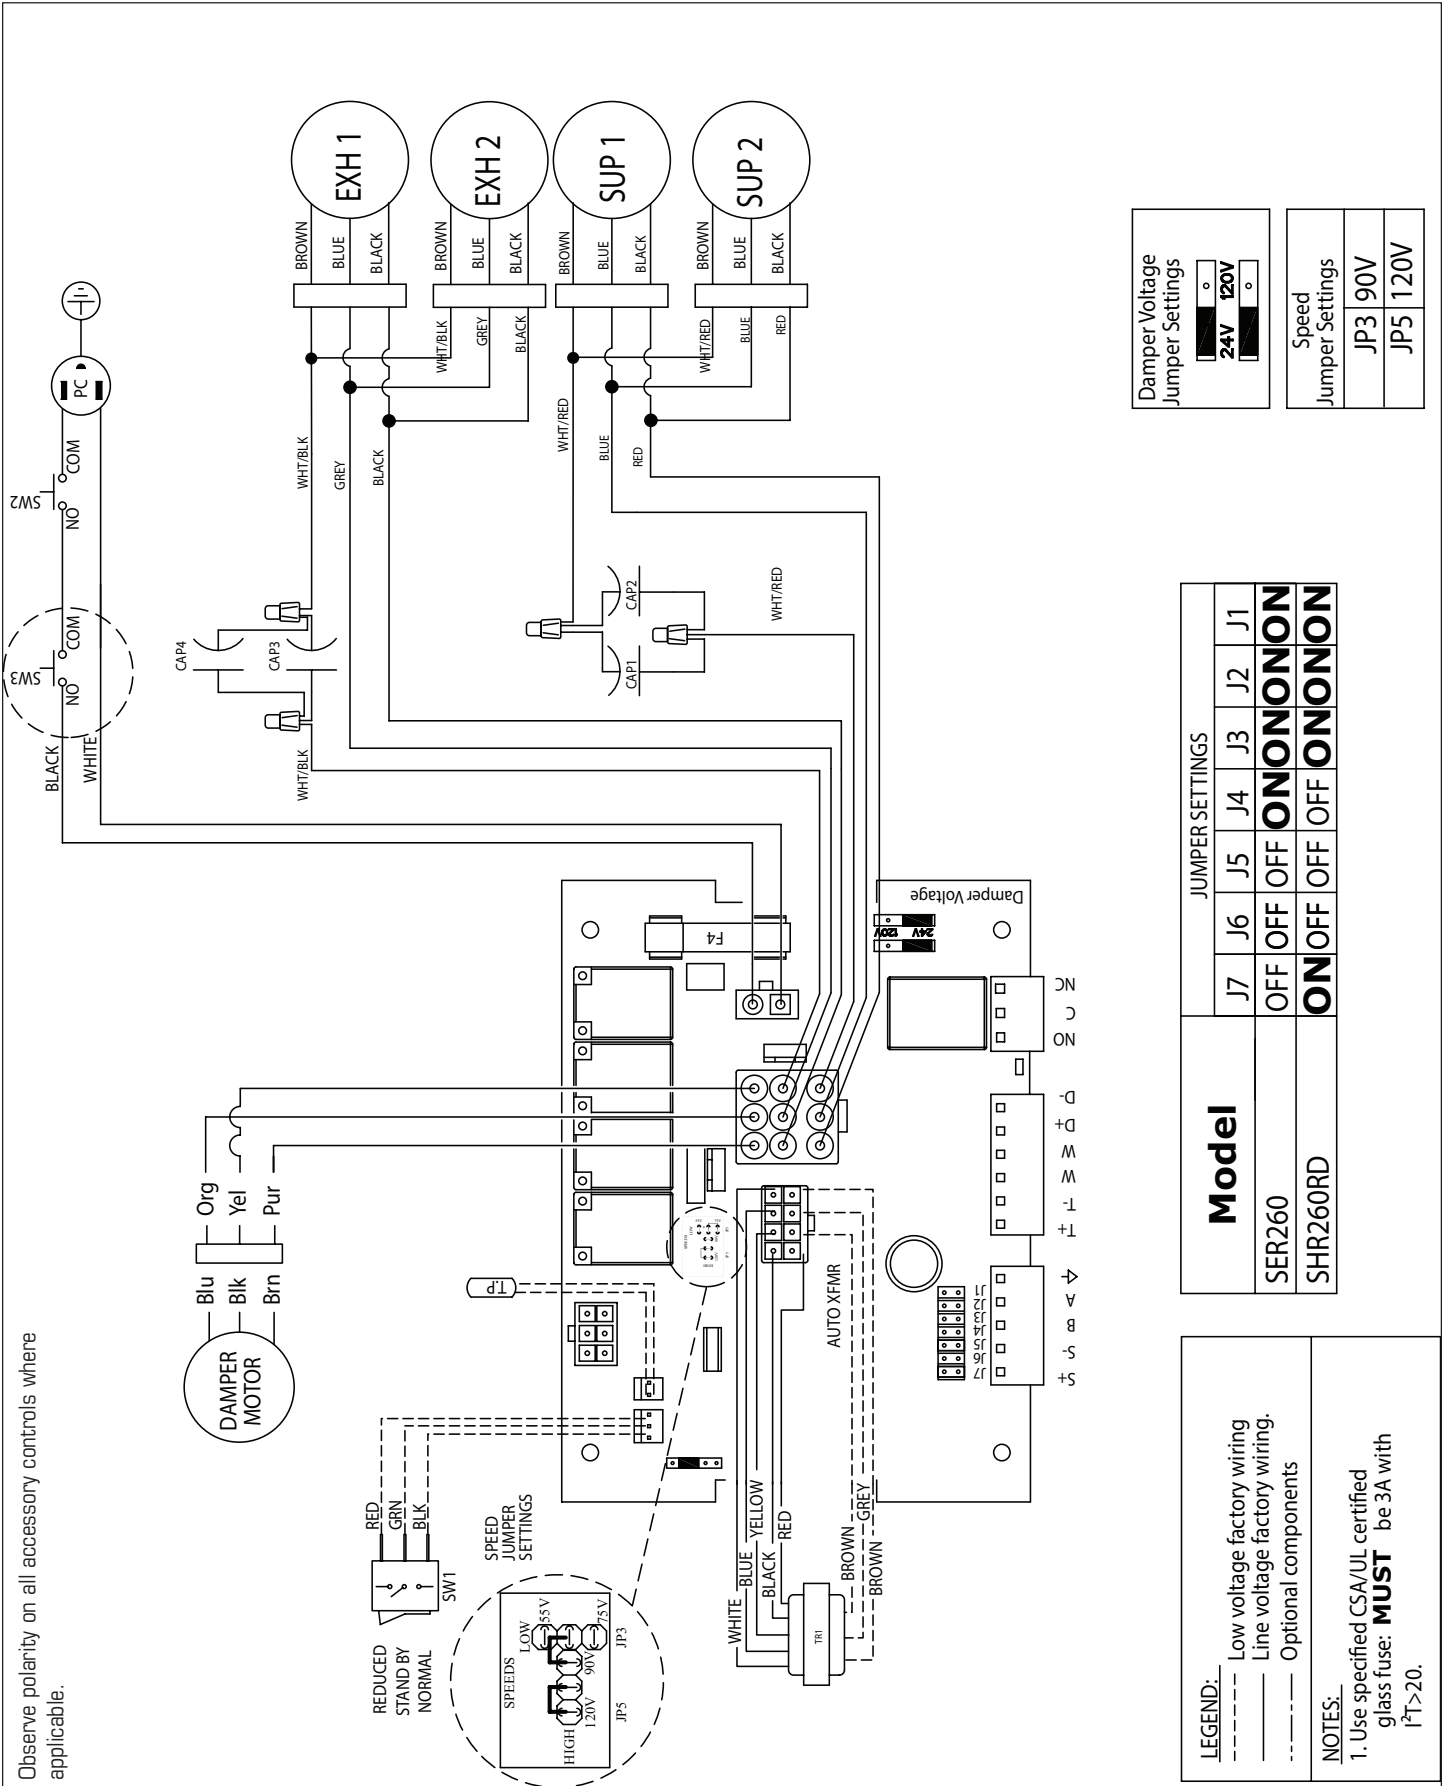 Observe polarity on all accessory controls where
applicable.
REDUCED
STAND BY
NORMAL
SW1
RED
GRN
BLK
DAMPER
MOTOR
Blu
Blk
Brn
Org
Yel
Pur
BLACK
WHITE
SW3
NO
COM
SW2
NO
COM
PC
CAP4
CAP3
WHT/BLK
WHT/BLK
GREY
BLACK
WHT/BLK
GREY
BLACK
BROWN
BLUE
BLACK
EXH 1
BROWN
BLUE
BLACK
EXH 2
BROWN
BLUE
BLACK
SUP 1
BROWN
BLUE
BLACK
SUP 2
WHT/RED
BLUE
RED
WHT/RED
BLUE
RED
CAP1
CAP2
WHT/RED
SPEED
JUMPER
SETTINGS
SPEEDS
LOW
55V
75V
90V
120V
HIGH
JP3
JP5
T.P
F4
WHITE
BLUE
YELLOW
BLACK
RED
TR1
BROWN
GREY
BROWN
AUTO XFMR
Damper Voltage
120V 24V
J7
J6
J5
J4
J3
J2
J1
S+
S-
B
A
T+
T-
W
W
D+
D-
NO
C
NC
LEGEND:
Low voltage factory wiring
Line voltage factory wiring.
Optional components
NOTES:
1. Use specified CSA/UL certified
glass fuse: MUST be 3A with
I²T>20.
JUMPER SETTINGS
Model J7 J6 J5 J4 J3 J2 J1
SER260 OFF OFF OFF ON ON ON ON
SHR260RD ON OFF OFF OFF ON ON ON
Damper Voltage
Jumper Settings
24V 120V
Speed
Jumper Settings
JP3 90V
JP5 120V